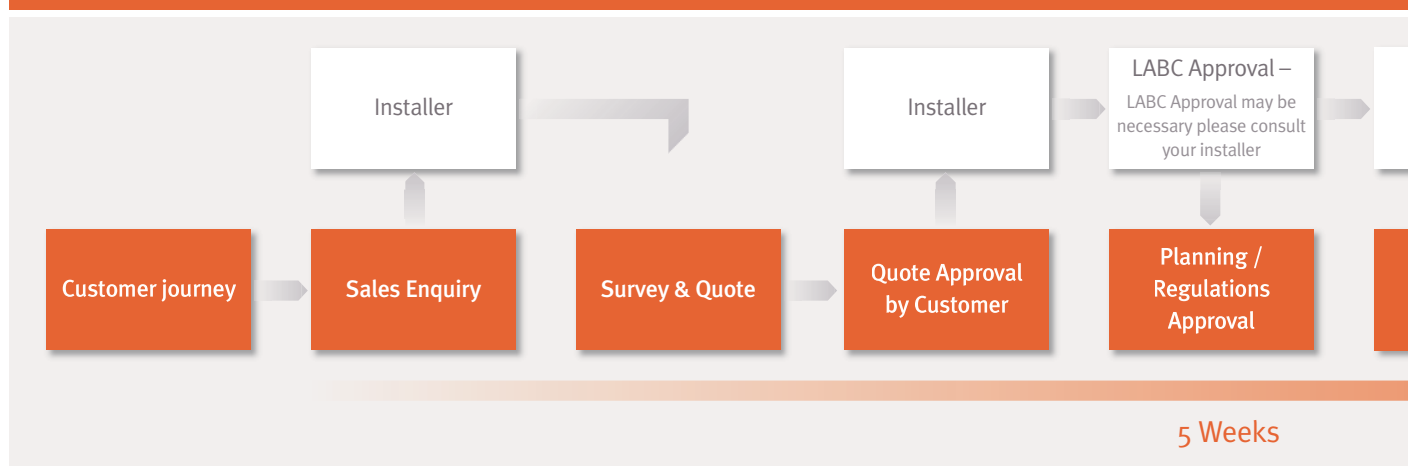 Installer
Installer
LABC Approval –
LABC Approval may be
necessary please consult
your installer
Customer journey
Sales Enquiry
Survey & Quote
Quote Approval
by Customer
Planning /
Regulations
Approval
5 Weeks